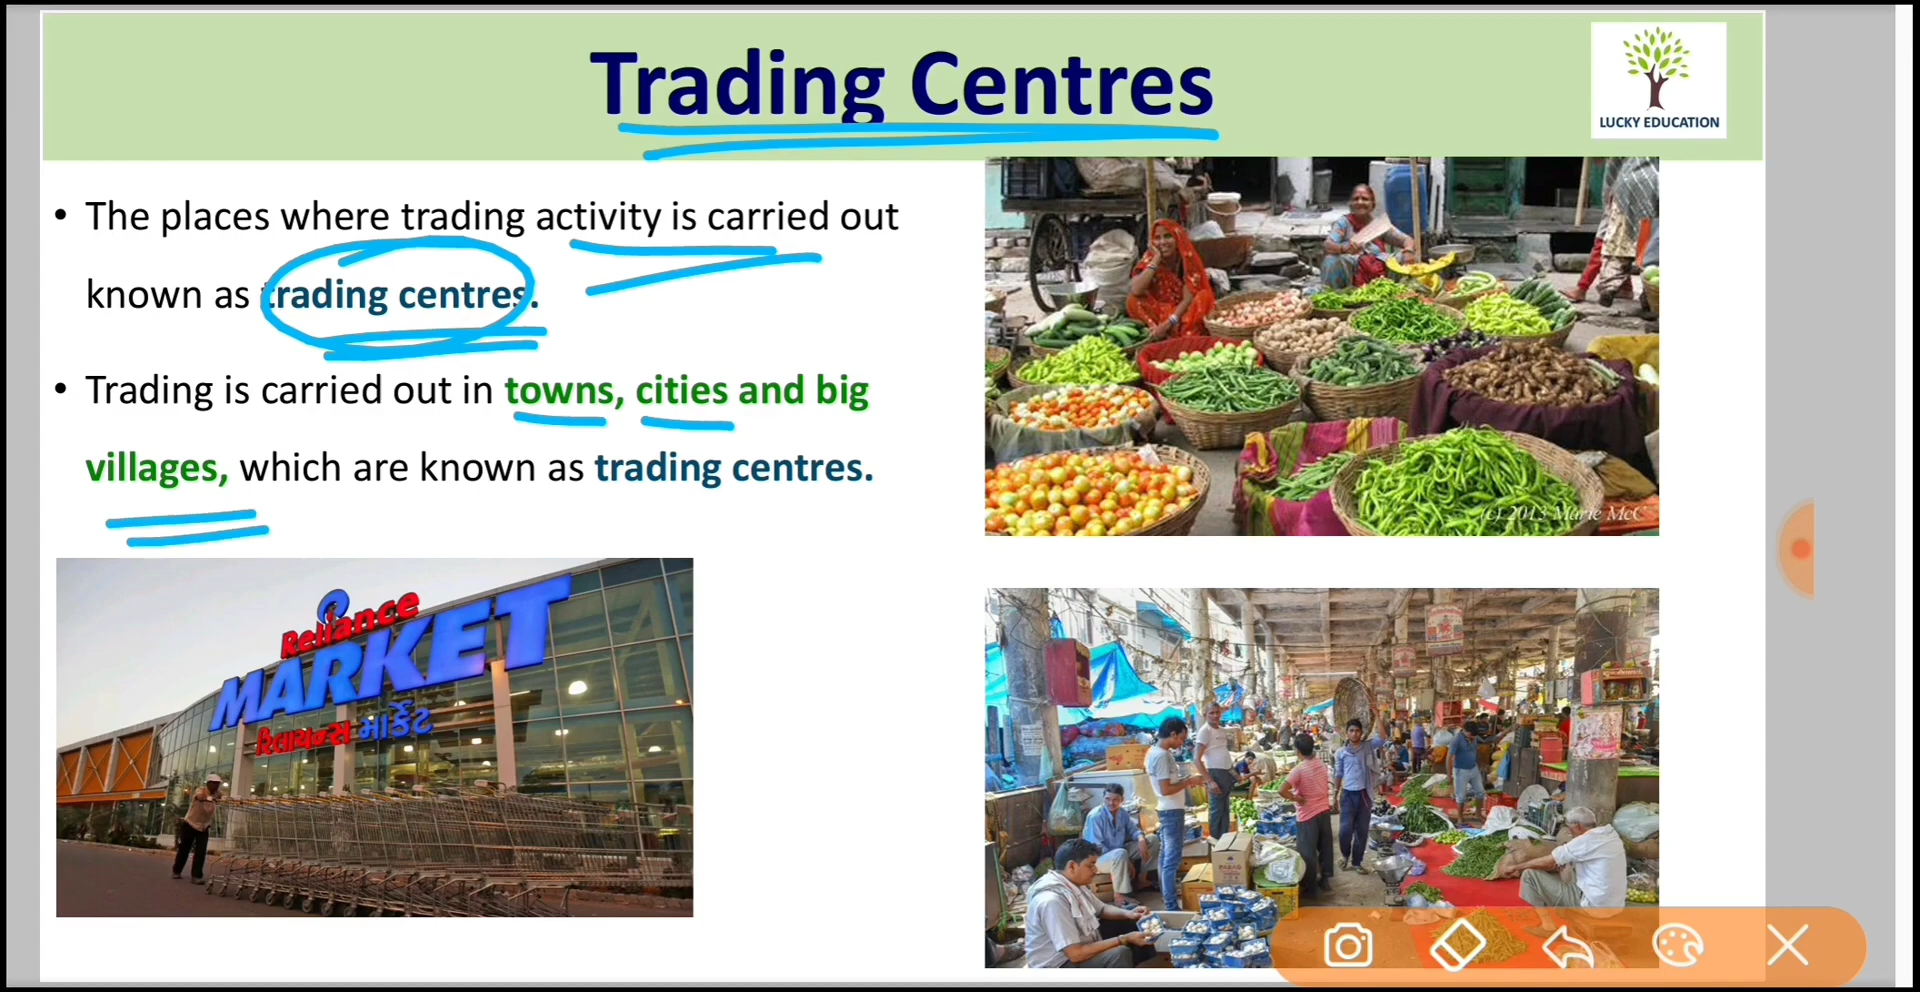 Trading Centres
LUCKY EDUCATION
• The places where trading activity is carried out
known as trading centres.
• Trading is carried out in towns, cities and big
villages, which are known as trading centres.
(c) 2013 Marie McC
Reliance
MARKET
રિલાયન્સ માર્કેટ